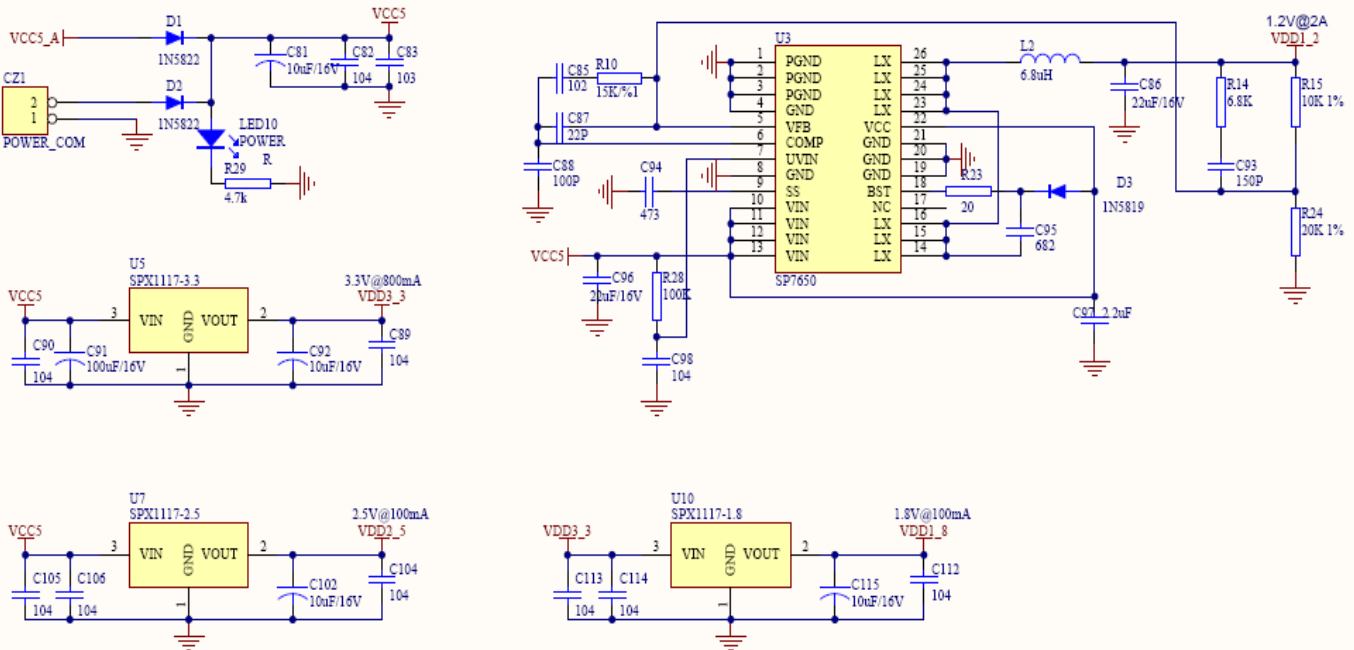 VCC5_A
D1
1N5822
VCC5
C81
10uF/16V
C82
104
C83
103
CZ1
2
1
POWER_COM
D2
1N5822
LED10
POWER
R
R29
4.7k
U3
1 PGND LX 26
2 PGND LX 25
3 PGND LX 24
4 GND LX 23
5 VFB VCC 22
6 COMP GND 21
7 UVIN GND 20
8 GND GND 19
9 SS BST 18
10 VIN NC 17
11 VIN LX 16
12 VIN LX 15
13 VIN LX 14
SP7650
C85
102
R10
15K/%1
C87
22P
C88
100P
C94
473
VCC5
C96
22uF/16V
R28
100K
C98
104
L2
6.8uH
C86
22uF/16V
1.2V@2A
VDD1_2
R14
6.8K
R15
10K 1%
C93
150P
R24
20K 1%
R23
20
D3
1N5819
C95
682
C97 2.2uF
U5
SPX1117-3.3
VCC5
3 VIN GND VOUT 2
1
3.3V@800mA
VDD3_3
C90
104
C91
100uF/16V
C92
10uF/16V
C89
104
U7
SPX1117-2.5
VCC5
3 VIN GND VOUT 2
1
2.5V@100mA
VDD2_5
C105
104
C106
104
C102
10uF/16V
C104
104
U10
SPX1117-1.8
VDD3_3
3 VIN GND VOUT 2
1
1.8V@100mA
VDD1_8
C113
104
C114
104
C115
10uF/16V
C112
104